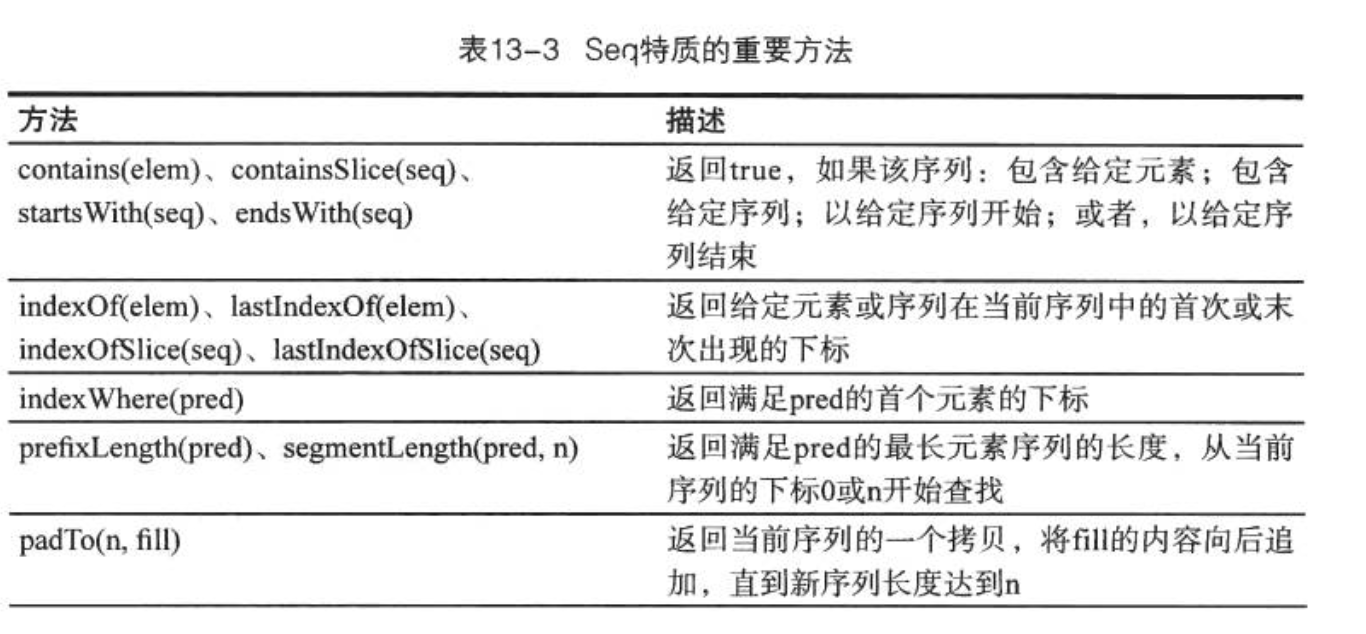 表13-3 Seq特质的重要方法
方法 描述
contains(elem)、containsSlice(seq)、 返回true，如果该序列：包含给定元素；包含
startsWith(seq)、endsWith(seq) 给定序列；以给定序列开始；或者，以给定序
列结束
indexOf(elem)、lastIndexOf(elem)、 返回给定元素或序列在当前序列中的首次或末
indexOfSlice(seq)、lastIndexOfSlice(seq) 次出现的下标
indexWhere(pred) 返回满足pred的首个元素的下标
prefixLength(pred)、segmentLength(pred, n) 返回满足pred的最长元素序列的长度，从当前
序列的下标0或n开始查找
padTo(n, fill) 返回当前序列的一个拷贝，将fill的内容向后追
加，直到新序列长度达到n